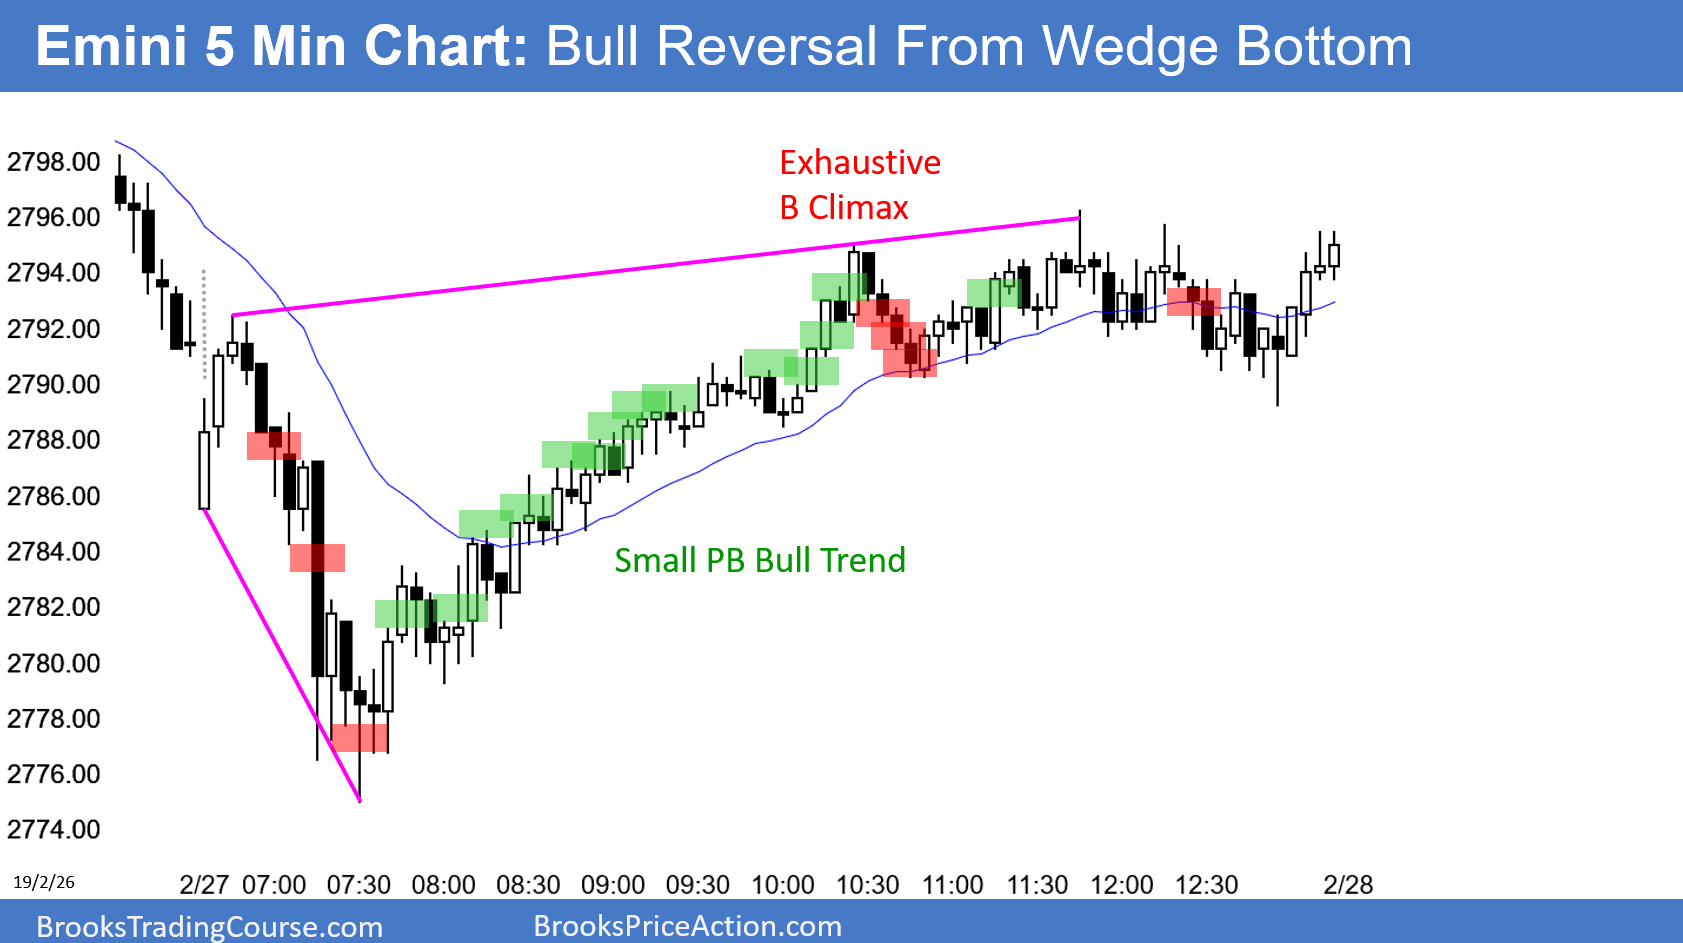 Emini 5 Min Chart: Bull Reversal From Wedge Bottom
2798.00
2796.00
2794.00
2792.00
2790.00
2788.00
2786.00
2784.00
2782.00
2780.00
2778.00
2776.00
2774.00
Exhaustive
B Climax
Small PB Bull Trend
19/2/26
2/27 07:00 07:30 08:00 08:30 09:00 09:30 10:00 10:30 11:00 11:30 12:00 12:30 2/28
BrooksTradingCourse.com BrooksPriceAction.com